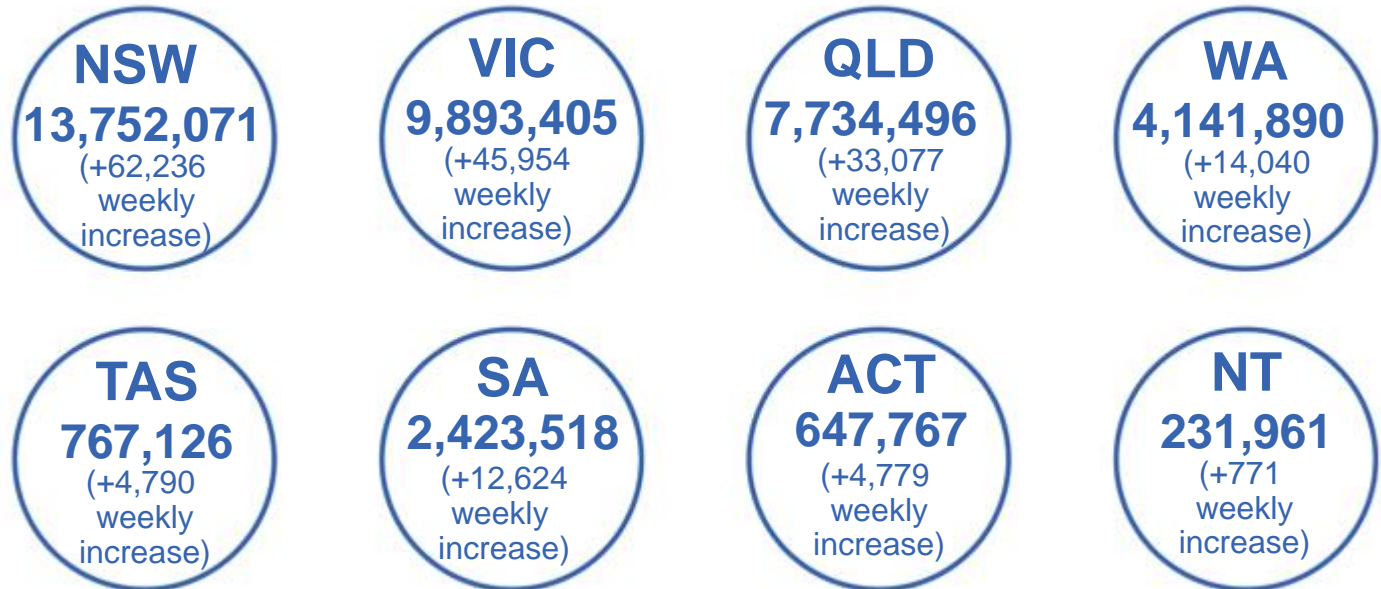 NSW
13,752,071
(+62,236
weekly
increase)
VIC
9,893,405
(+45,954
weekly
increase)
QLD
7,734,496
(+33,077
weekly
increase)
WA
4,141,890
(+14,040
weekly
increase)
TAS
767,126
(+4,790
weekly
increase)
SA
2,423,518
(+12,624
weekly
increase)
ACT
647,767
(+4,779
weekly
increase)
NT
231,961
(+771
weekly
increase)